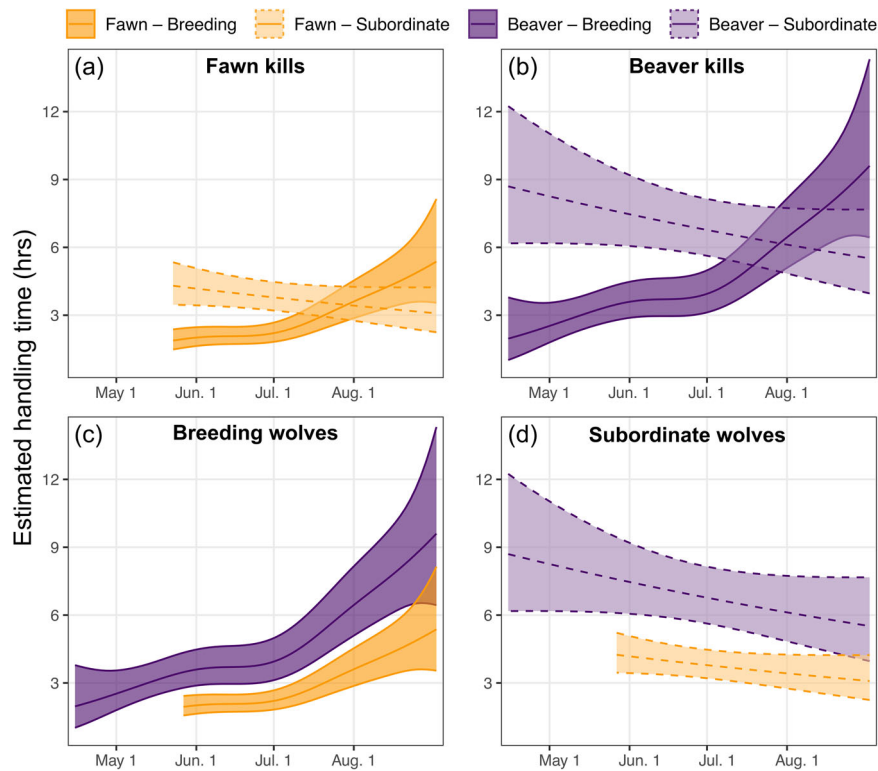 Fawn – Breeding Fawn – Subordinate Beaver – Breeding Beaver – Subordinate
(a) Fawn kills
(b) Beaver kills
12
9
6
3
May 1 Jun. 1 Jul. 1 Aug. 1
12
9
6
3
May 1 Jun. 1 Jul. 1 Aug. 1
Estimated handling time (hrs)
(c) Breeding wolves
(d) Subordinate wolves
12
9
6
3
May 1 Jun. 1 Jul. 1 Aug. 1
12
9
6
3
May 1 Jun. 1 Jul. 1 Aug. 1